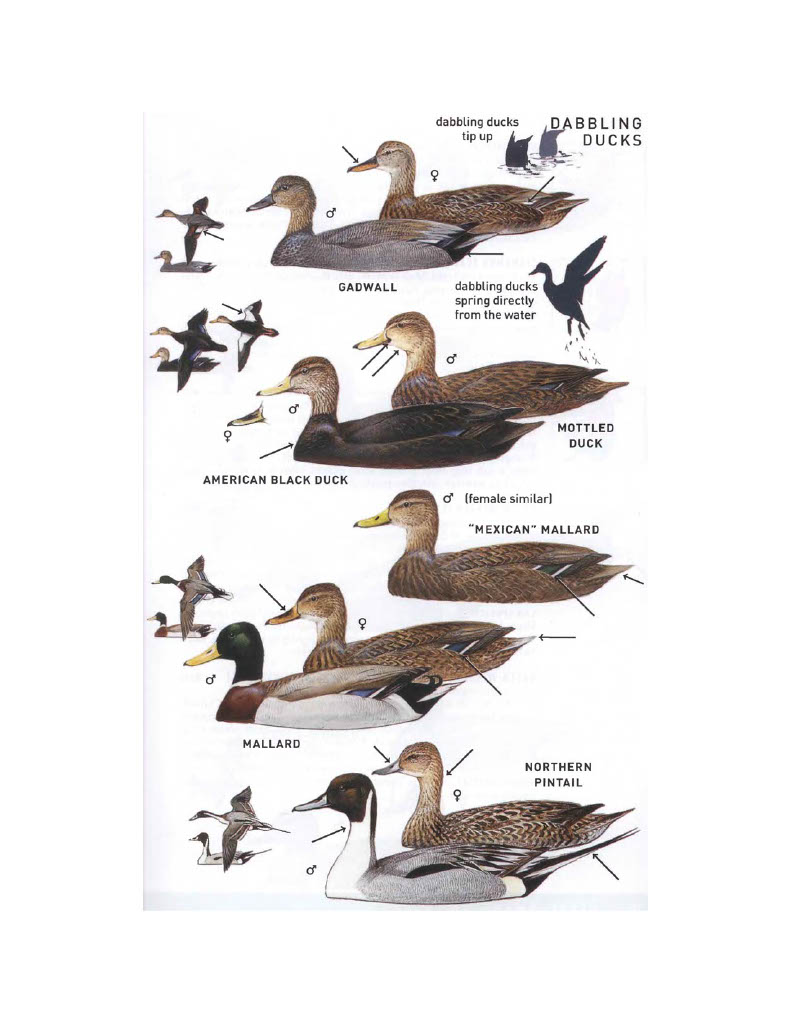 dabbling ducks
tip up
DABBLING
DUCKS
♀
♂
GADWALL
dabbling ducks
spring directly
from the water
♂
♂
♀
MOTTLED
DUCK
AMERICAN BLACK DUCK
♂ (female similar)
"MEXICAN" MALLARD
♀
♂
MALLARD
NORTHERN
PINTAIL
♀
♂